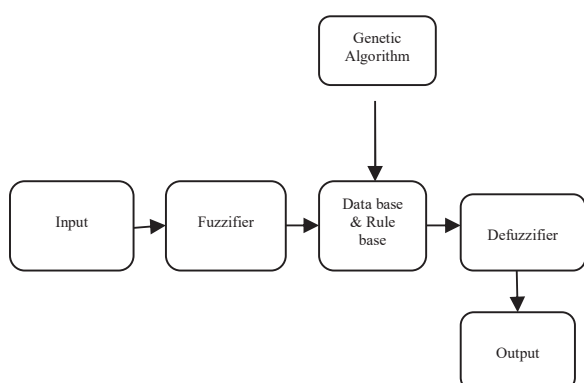 Genetic
Algorithm
Input
Fuzzifier
Data base
& Rule
base
Defuzzifier
Output